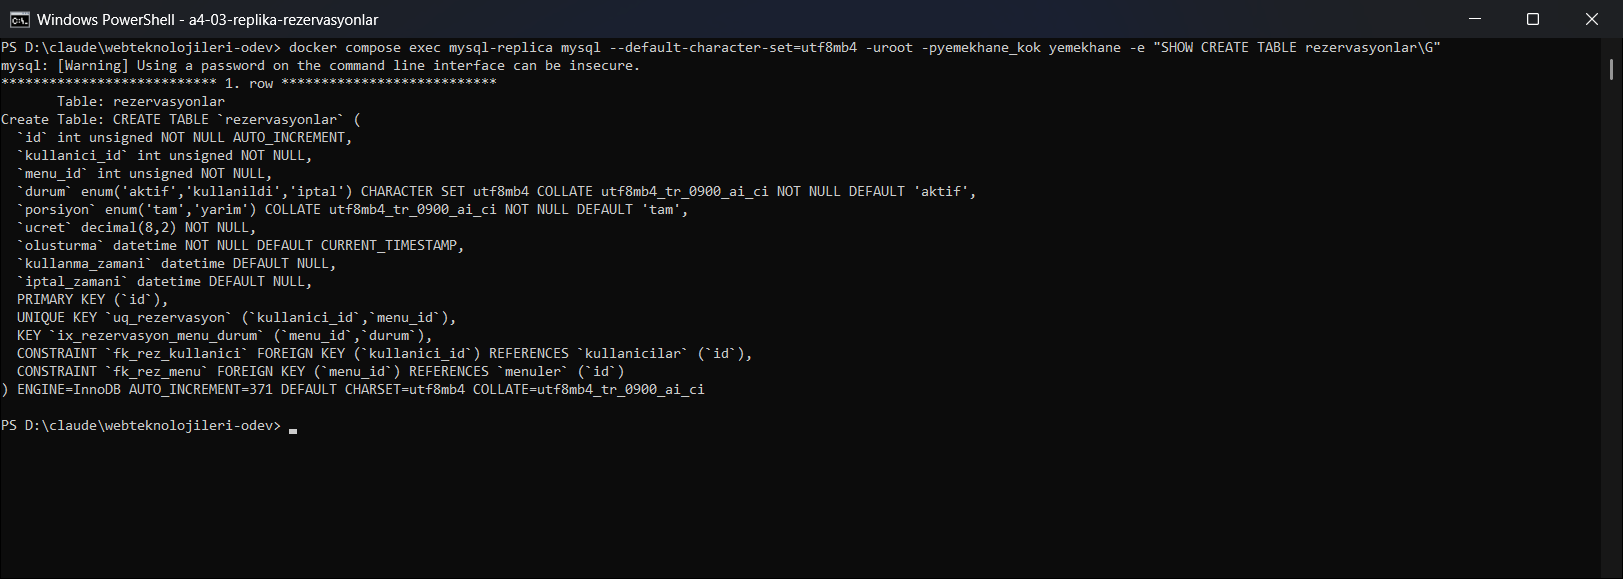 Windows PowerShell - a4-03-replika-rezervasyonlar
PS D:\claude\webteknolojileri-odev> docker compose exec mysql-replica mysql --default-character-set=utf8mb4 -uroot -pyemekhane_kok yemekhane -e "SHOW CREATE TABLE rezervasyonlar\G"
mysql: [Warning] Using a password on the command line interface can be insecure.
*************************** 1. row ***************************
       Table: rezervasyonlar
Create Table: CREATE TABLE `rezervasyonlar` (
  `id` int unsigned NOT NULL AUTO_INCREMENT,
  `kullanici_id` int unsigned NOT NULL,
  `menu_id` int unsigned NOT NULL,
  `durum` enum('aktif','kullanildi','iptal') CHARACTER SET utf8mb4 COLLATE utf8mb4_tr_0900_ai_ci NOT NULL DEFAULT 'aktif',
  `porsiyon` enum('tam','yarim') COLLATE utf8mb4_tr_0900_ai_ci NOT NULL DEFAULT 'tam',
  `ucret` decimal(8,2) NOT NULL,
  `olusturma` datetime NOT NULL DEFAULT CURRENT_TIMESTAMP,
  `kullanma_zamani` datetime DEFAULT NULL,
  `iptal_zamani` datetime DEFAULT NULL,
  PRIMARY KEY (`id`),
  UNIQUE KEY `uq_rezervasyon` (`kullanici_id`,`menu_id`),
  KEY `ix_rezervasyon_menu_durum` (`menu_id`,`durum`),
  CONSTRAINT `fk_rez_kullanici` FOREIGN KEY (`kullanici_id`) REFERENCES `kullanicilar` (`id`),
  CONSTRAINT `fk_rez_menu` FOREIGN KEY (`menu_id`) REFERENCES `menuler` (`id`)
) ENGINE=InnoDB AUTO_INCREMENT=371 DEFAULT CHARSET=utf8mb4 COLLATE=utf8mb4_tr_0900_ai_ci
PS D:\claude\webteknolojileri-odev>